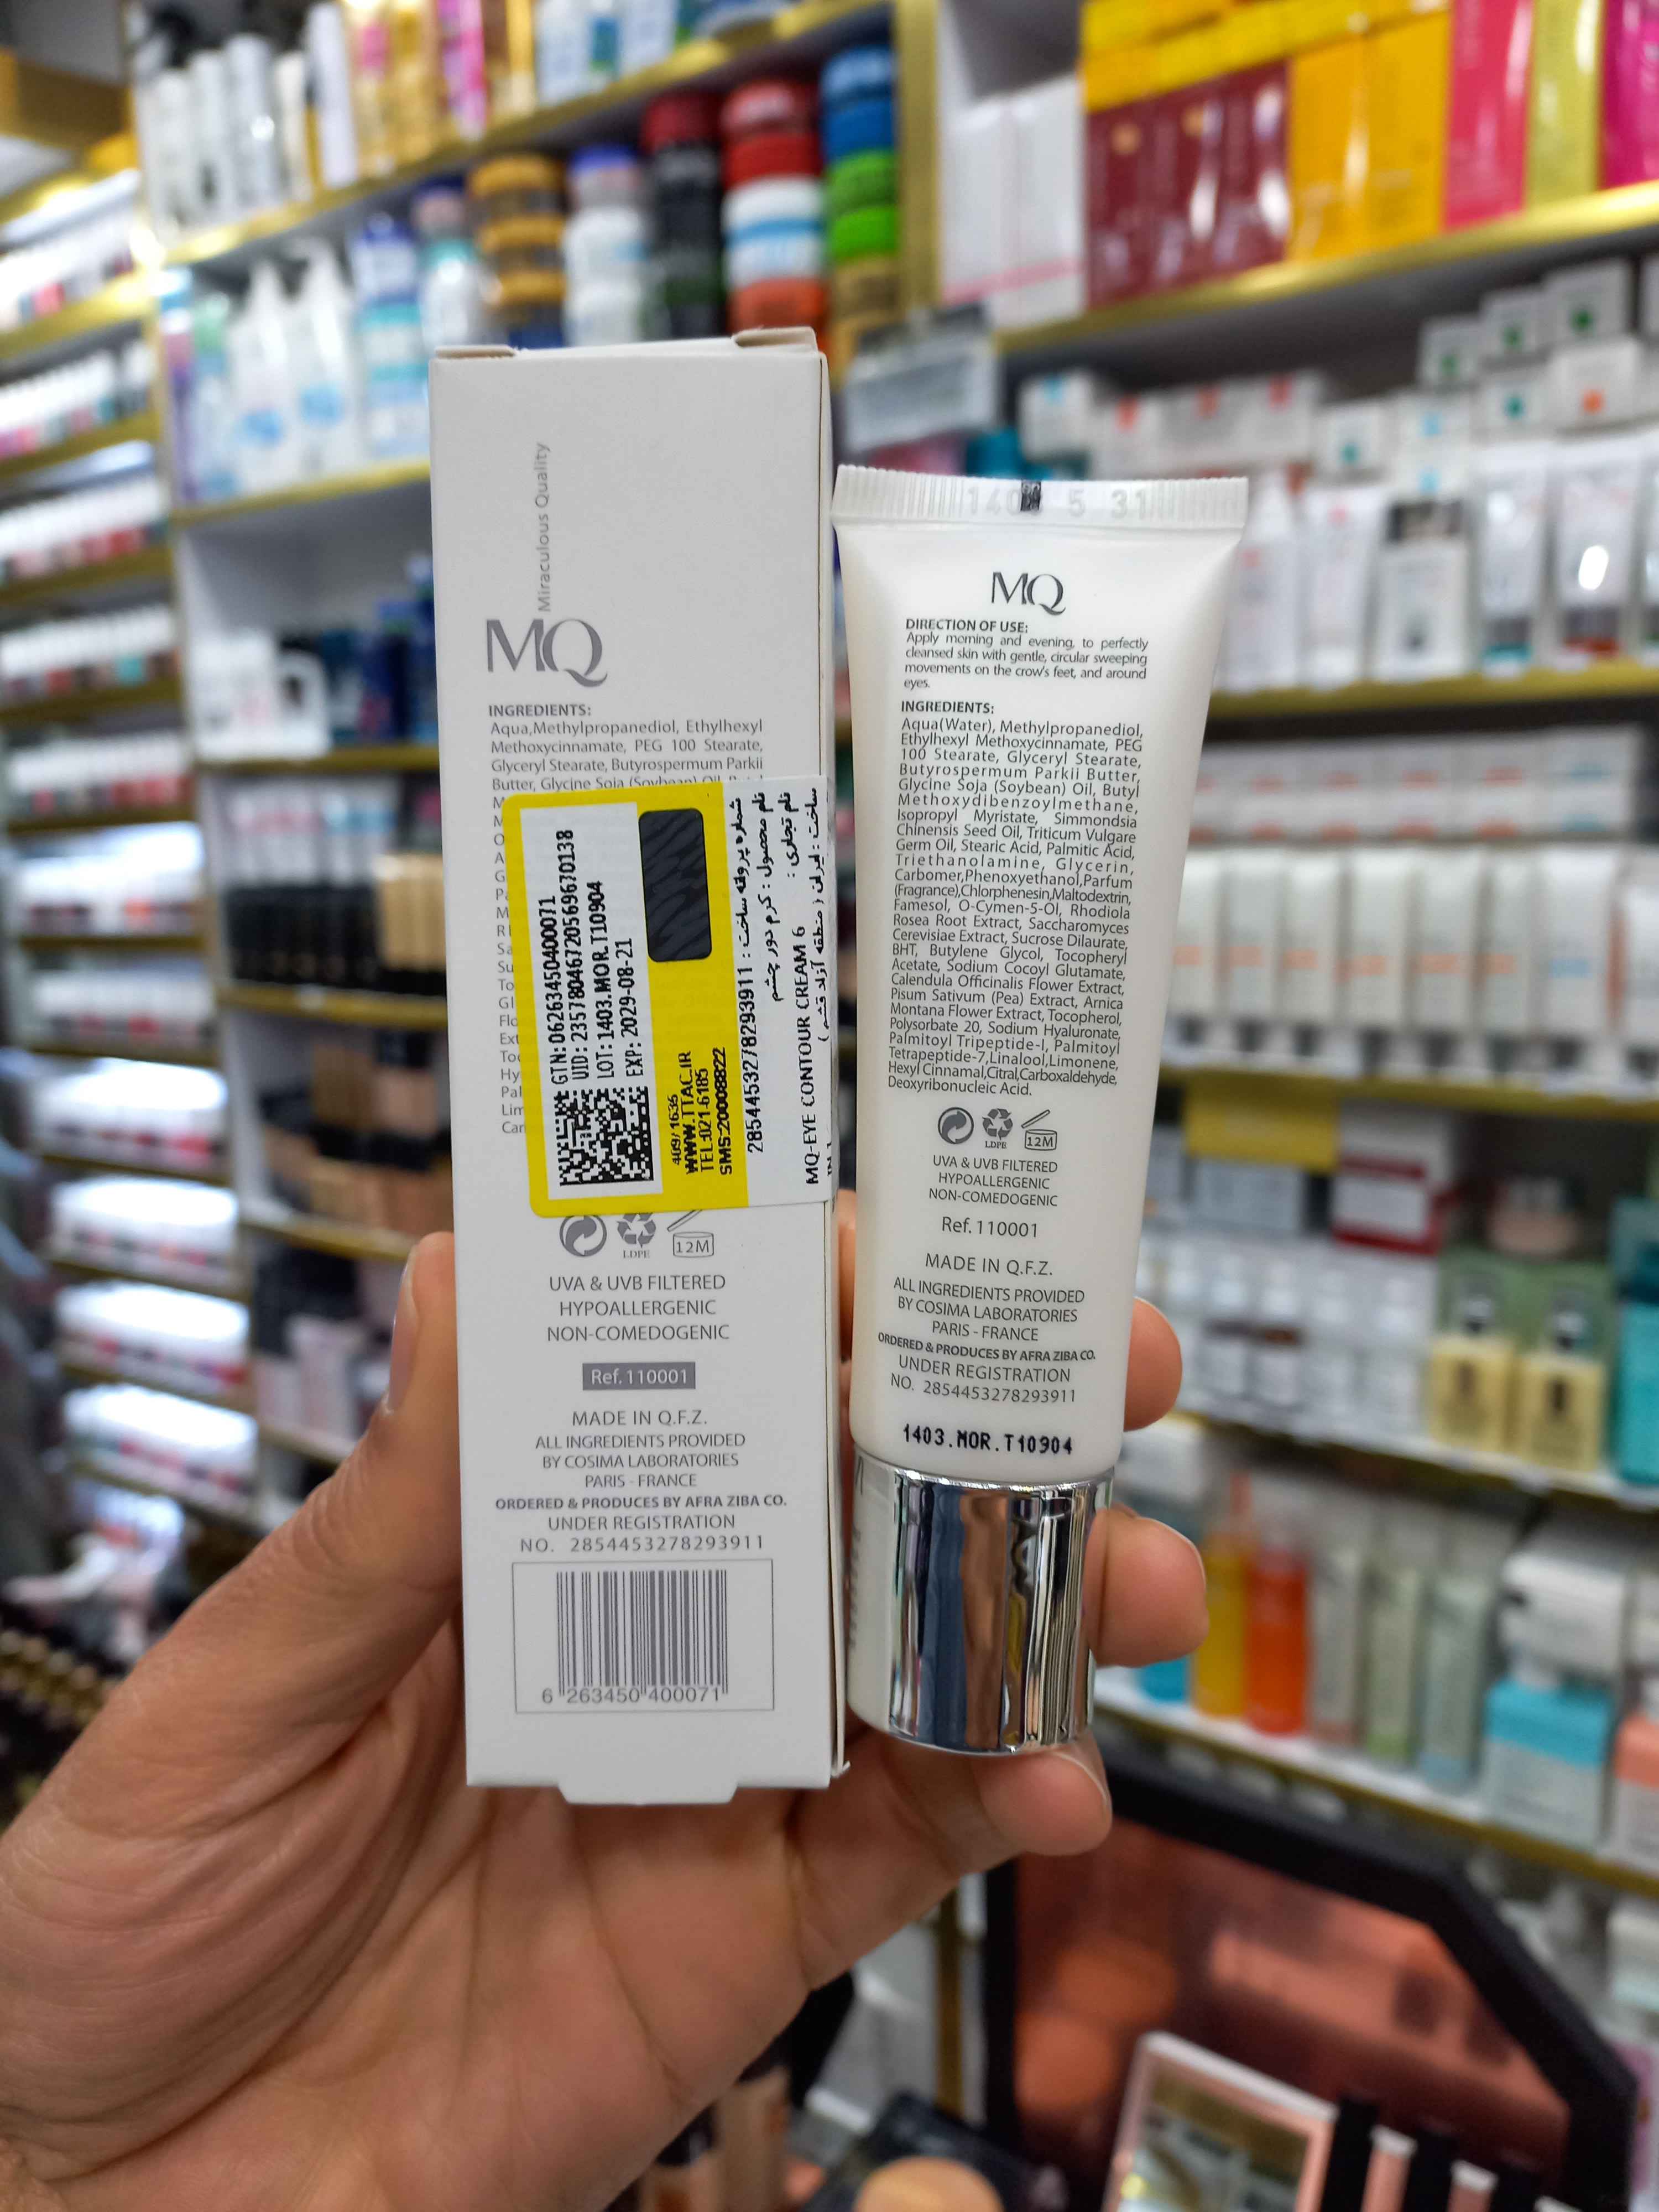 Miraculous Quality
MQ
INGREDIENTS:
Aqua,Methylpropanediol, Ethylhexyl
Methoxycinnamate, PEG 100 Stearate,
Glyceryl Stearate, Butyrospermum Parkii
Butter, Glycine Soja (Soybean) Oil,
GTN:06263450400071
UID: 23578046720569670138
LOT: 1403.MOR.T10904
EXP: 2029-08-21
469/1636
WWW.TTAC.IR
TEL:021-6185
SMS:20008822
شماره پروانه ساخت : 2854453278293911
نام محصول : کرم دور چشم
نام تجاری :
MQ-EYE CONTOUR CREAM 6
ساخت : ایران ( منطقه آزاد قشم )
LDPE
12M
UVA & UVB FILTERED
HYPOALLERGENIC
NON-COMEDOGENIC
Ref.110001
MADE IN Q.F.Z.
ALL INGREDIENTS PROVIDED
BY COSIMA LABORATORIES
PARIS - FRANCE
ORDERED & PRODUCES BY AFRA ZIBA CO.
UNDER REGISTRATION
NO. 2854453278293911
6 263450 400071
5 31
MQ
DIRECTION OF USE:
Apply morning and evening, to perfectly
cleansed skin with gentle, circular sweeping
movements on the crow's feet, and around
eyes.
INGREDIENTS:
Aqua(Water), Methylpropanediol,
Ethylhexyl Methoxycinnamate, PEG
100 Stearate, Glyceryl Stearate,
Butyrospermum Parkii Butter,
Glycine Soja (Soybean) Oil, Butyl
Methoxydibenzoylmethane,
Isopropyl Myristate, Simmondsia
Chinensis Seed Oil, Triticum Vulgare
Germ Oil, Stearic Acid, Palmitic Acid,
Triethanolamine, Glycerin,
Carbomer,Phenoxyethanol,Parfum
(Fragrance),Chlorphenesin,Maltodextrin,
Farnesol, O-Cymen-5-Ol, Rhodiola
Rosea Root Extract, Saccharomyces
Cerevisiae Extract, Sucrose Dilaurate,
BHT, Butylene Glycol, Tocopheryl
Acetate, Sodium Cocoyl Glutamate,
Calendula Officinalis Flower Extract,
Pisum Sativum (Pea) Extract, Arnica
Montana Flower Extract, Tocopherol,
Polysorbate 20, Sodium Hyaluronate,
Palmitoyl Tripeptide-l, Palmitoyl
Tetrapeptide-7,Linalool,Limonene,
Hexyl Cinnamal,Citral,Carboxaldehyde,
Deoxyribonucleic Acid.
LDPE
12M
UVA & UVB FILTERED
HYPOALLERGENIC
NON-COMEDOGENIC
Ref. 110001
MADE IN Q.F.Z.
ALL INGREDIENTS PROVIDED
BY COSIMA LABORATORIES
PARIS - FRANCE
ORDERED & PRODUCES BY AFRA ZIBA CO.
UNDER REGISTRATION
NO. 2854453278293911
1403.MOR.T10904